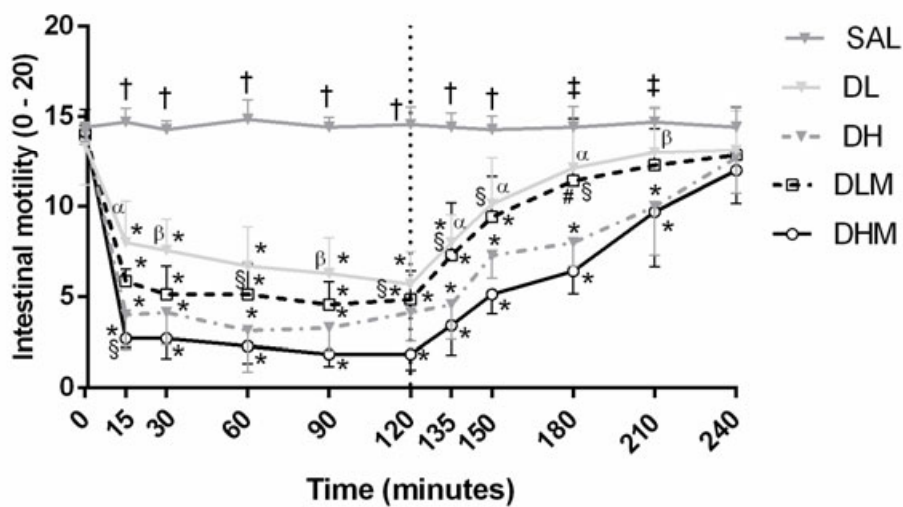 Intestinal motility (0 - 20)
20
15
10
5
0
† † † † † † † ‡ ‡
α * β * * β * *
* * § * * § * *
* * * * *
* § * * * *
* § α § α * α # § β
* * * *
* * * *
0 15 30 60 90 120 135 150 180 210 240
Time (minutes)
SAL
DL
DH
DLM
DHM